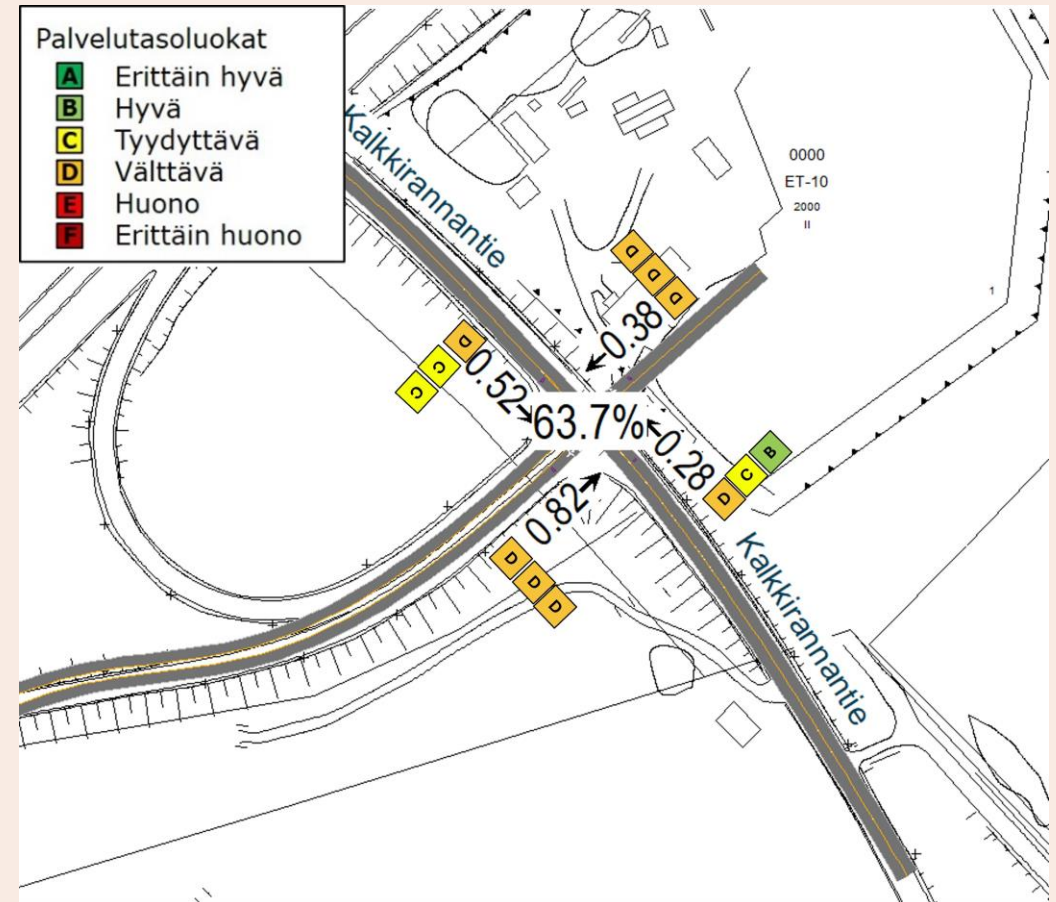 Palvelutasoluokat
A Erittäin hyvä
B Hyvä
C Tyydyttävä
D Välttävä
E Huono
F Erittäin huono
Kalkkirannantie
0000
ET-10
2000
II
1
D
D
D
0.38
D
C
C
0.52
63.7%
0.28
B
C
D
0.82
D
D
D
Kalkkirannantie